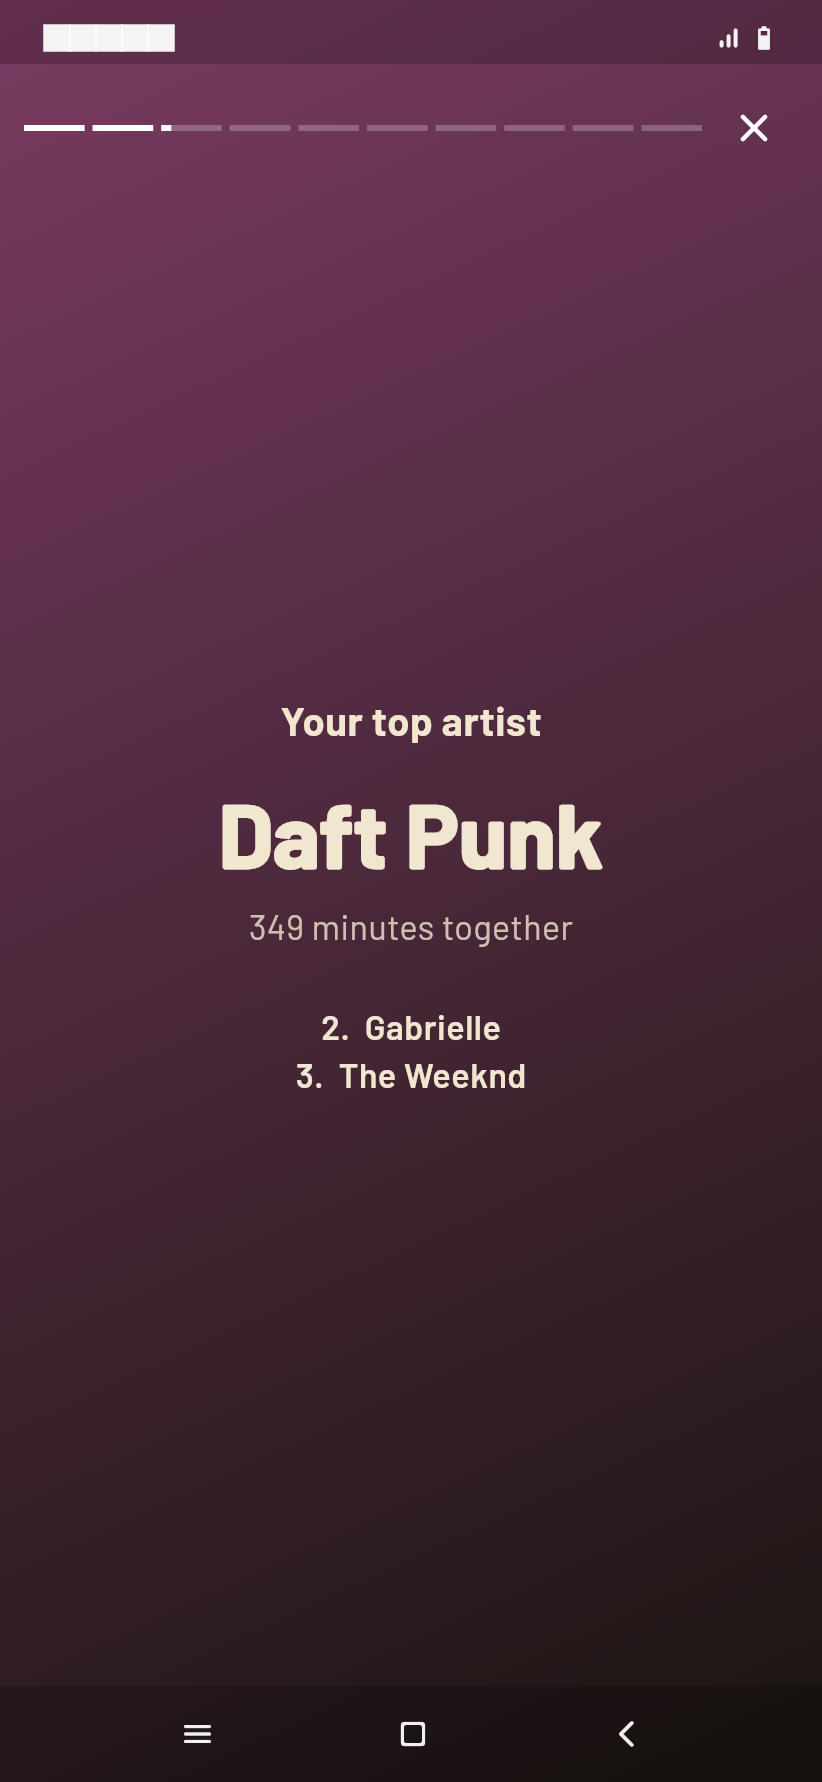 Your top artist
Daft Punk
349 minutes together
2. Gabrielle
3. The Weeknd